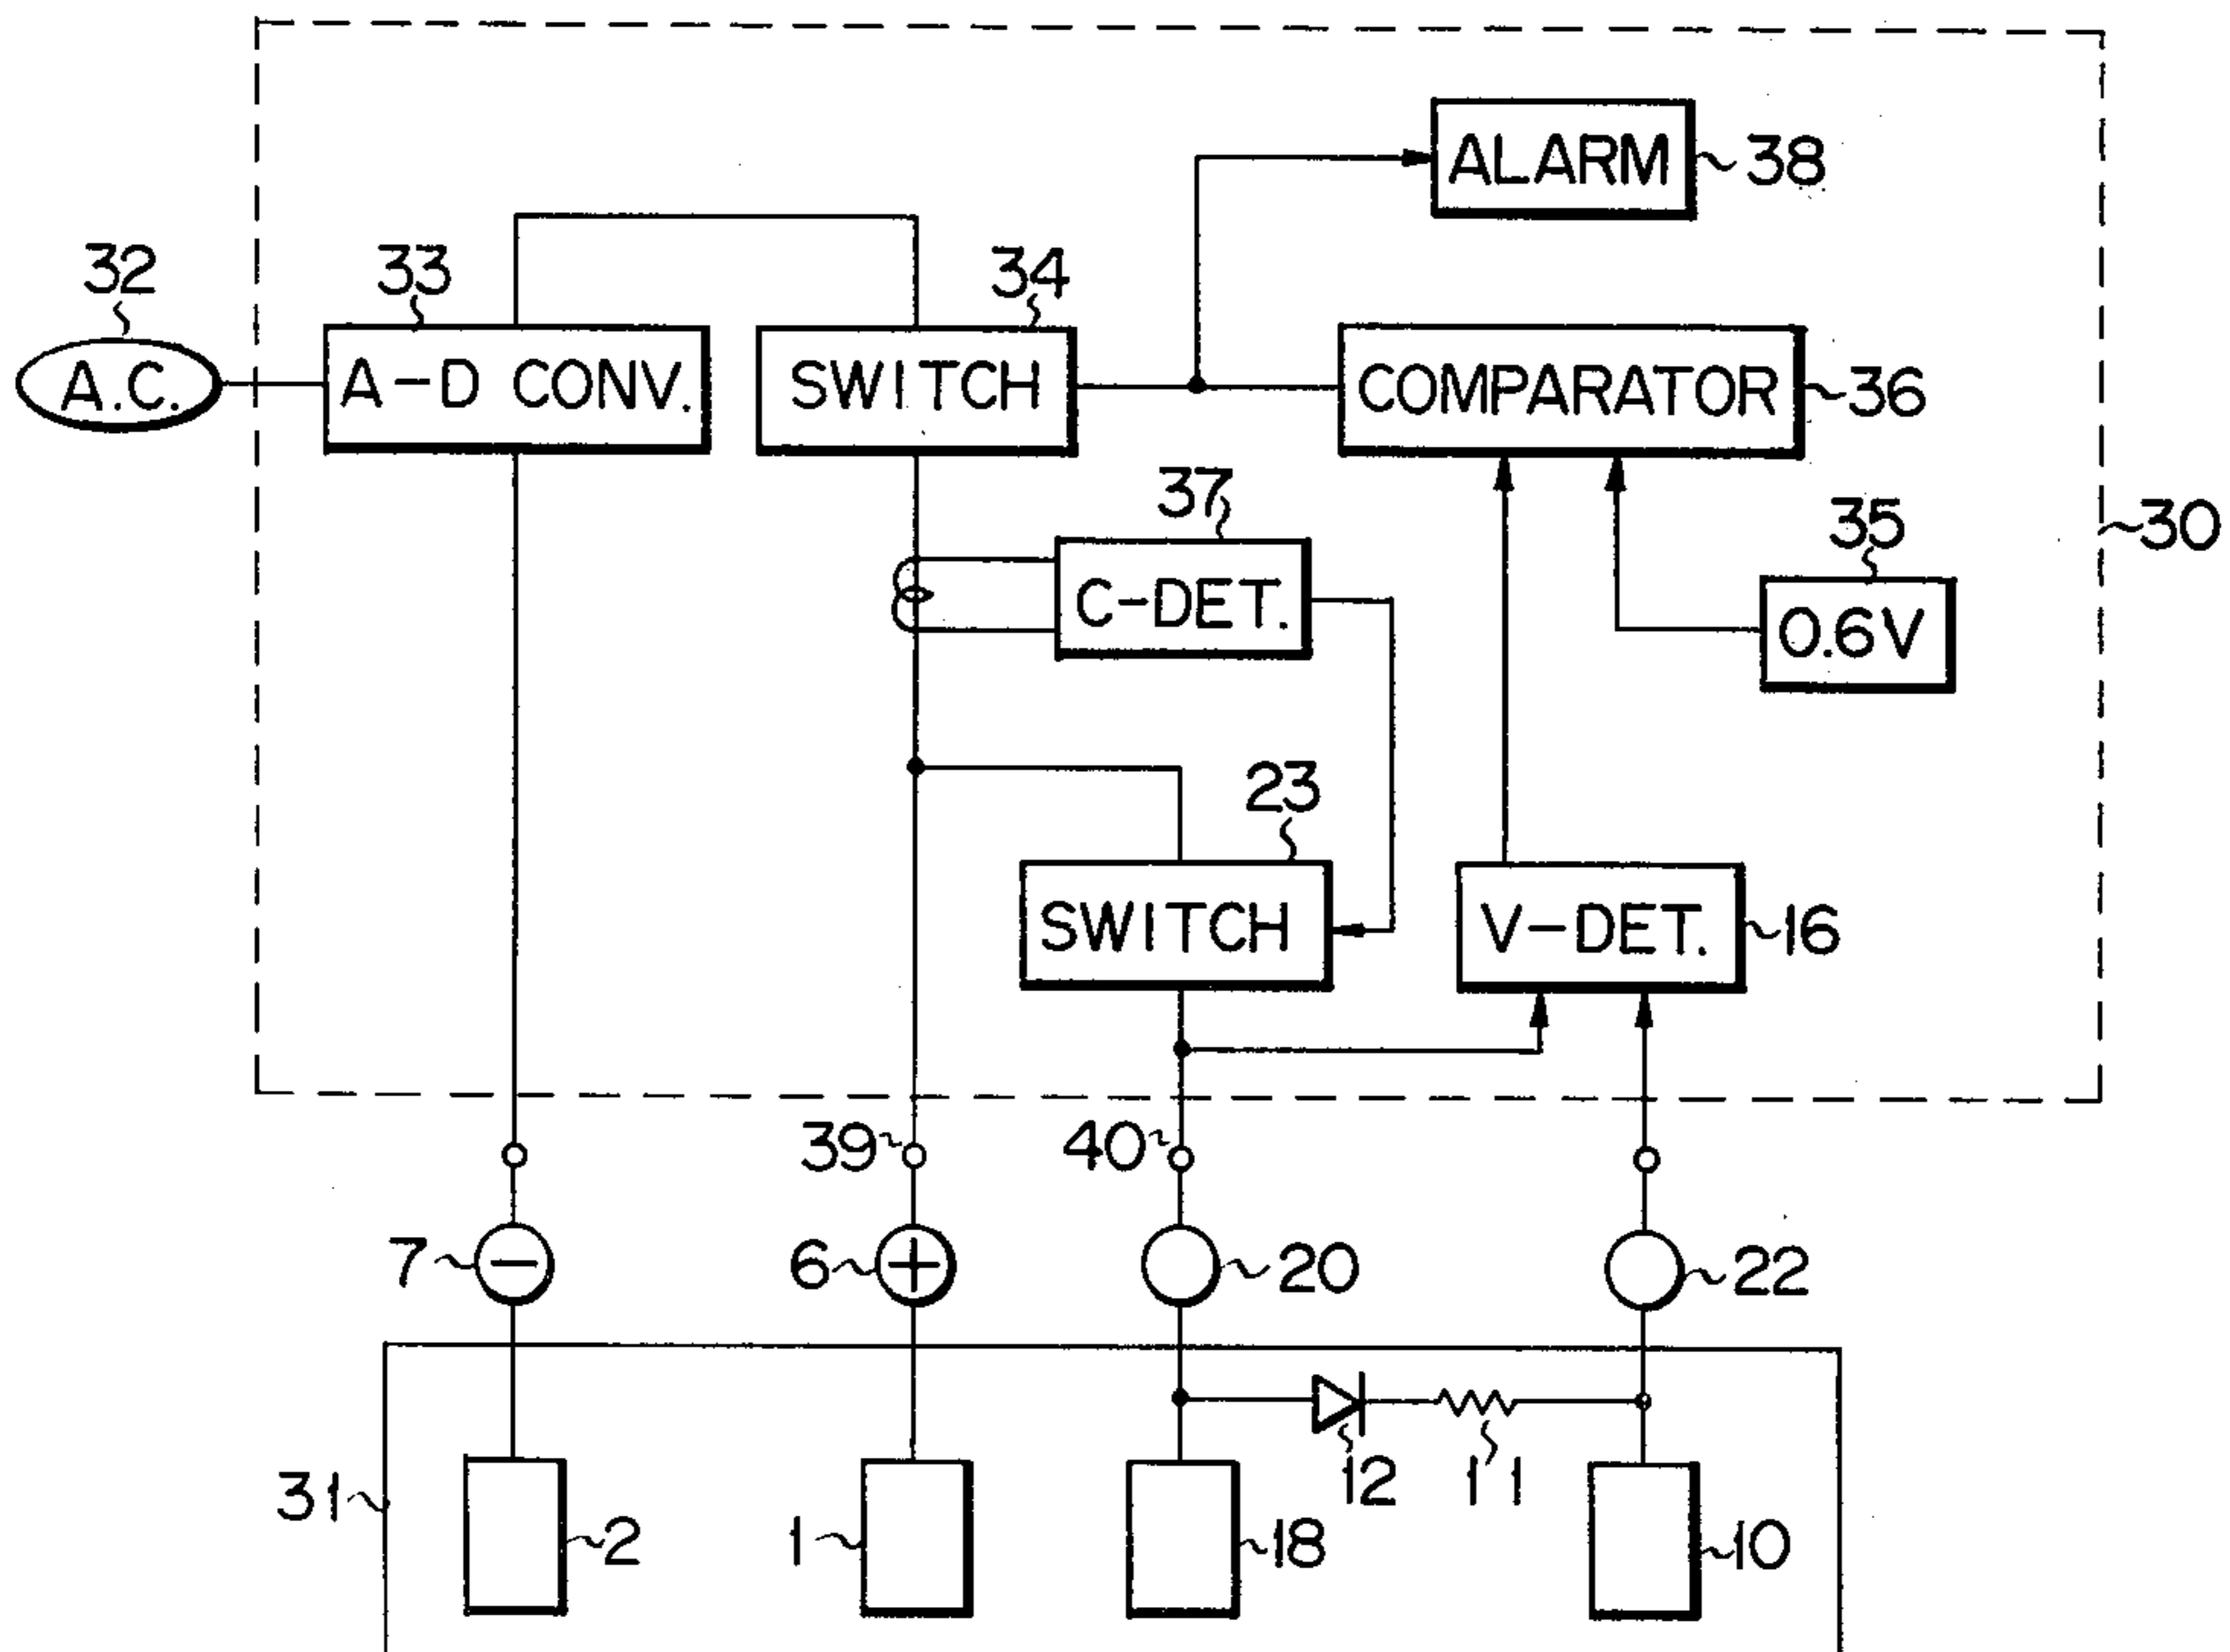 ALARM
38
32
33
34
A.C.
A-D CONV.
SWITCH
COMPARATOR
36
37
35
30
C-DET.
0.6V
23
SWITCH
V-DET.
16
39
40
7
−
6
+
20
22
31
12
11
2
1
18
10